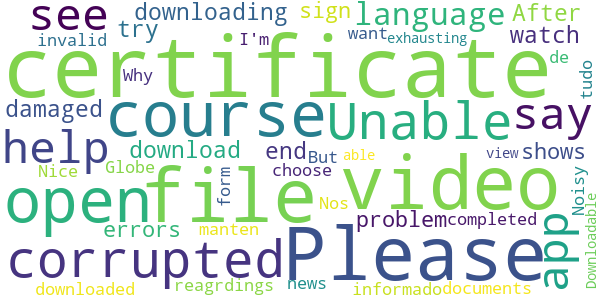 see downloading sign language After
try
invalid I'm want exhausting watch
Why de
certificate
tudo
damaged course Unable say
help download end But able view shows
Nice Globe choose form Noisy
open file video app
errors Nos problem completed
corrupted manten Please Downloadable
downloaded reagrdings news informado documents